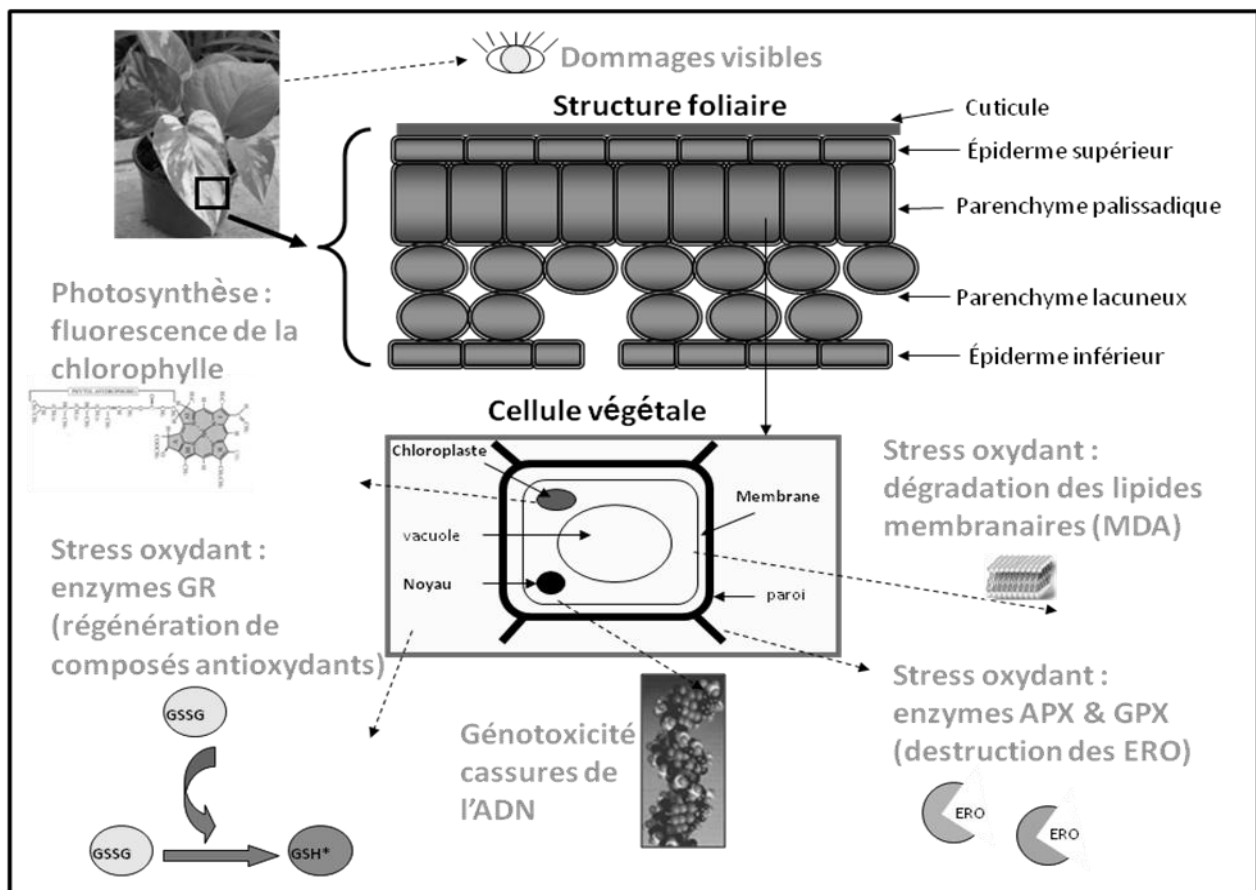 Dommages visibles
Structure foliaire
Cuticule
Épiderme supérieur
Parenchyme palissadique
Parenchyme lacuneux
Épiderme inférieur
Photosynthèse :
fluorescence de la
chlorophylle
Cellule végétale
Chloroplaste
vacuole
Noyau
Membrane
paroi
Stress oxydant :
dégradation des lipides
membranaires (MDA)
Stress oxydant :
enzymes GR
(régénération de
composés antioxydants)
GSSG
GSSG
GSH*
Génotoxicité
cassures de
l'ADN
Stress oxydant :
enzymes APX & GPX
(destruction des ERO)
ERO
ERO